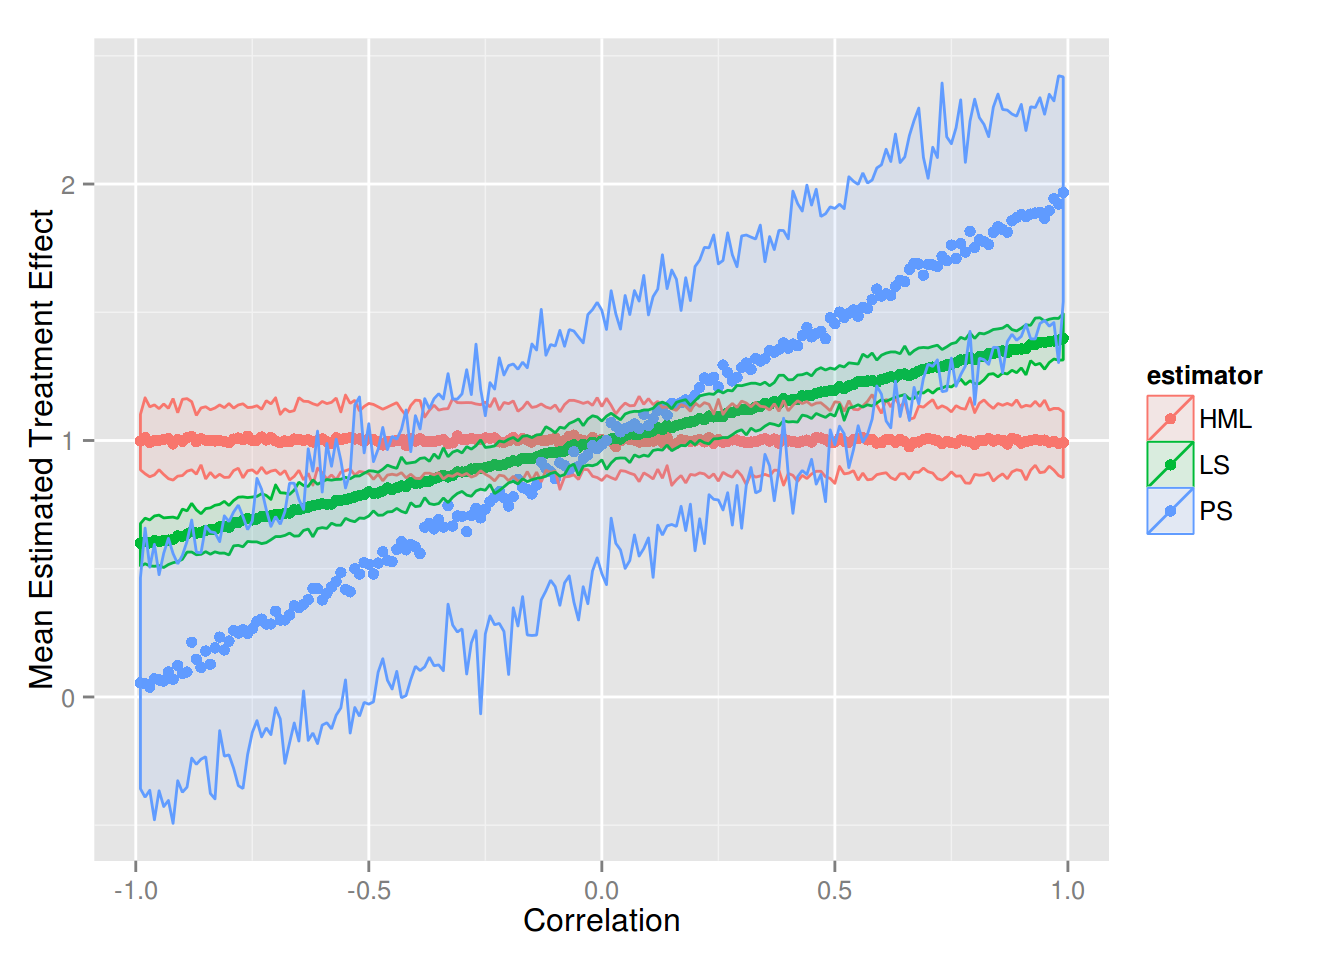 Mean Estimated Treatment Effect
2
1
0
-1.0 -0.5 0.0 0.5 1.0
Correlation
estimator
HML
LS
PS